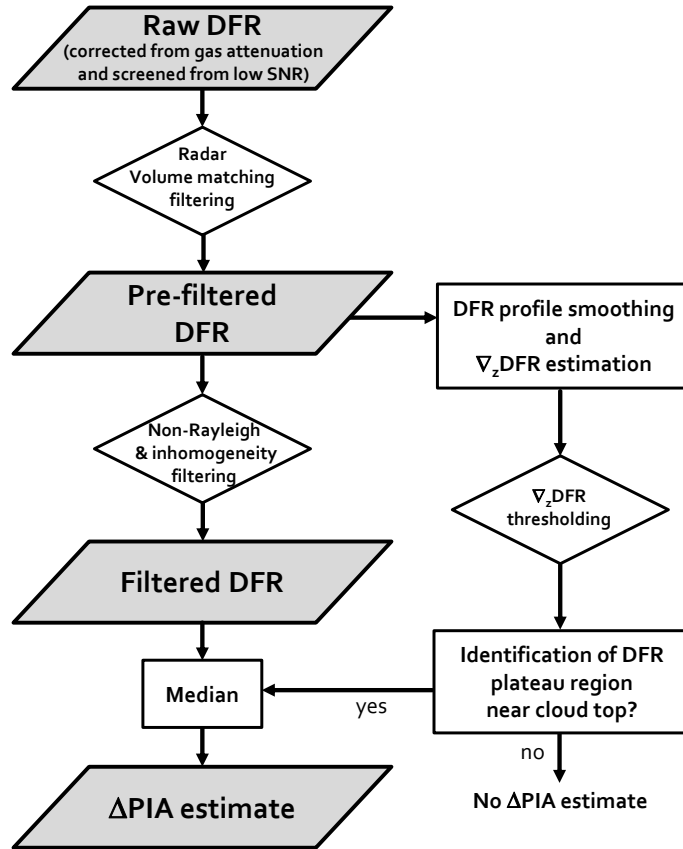 Raw DFR
(corrected from gas attenuation
and screened from low SNR)
Radar
Volume matching
filtering
Pre-filtered
DFR
DFR profile smoothing
and
∇zDFR estimation
Non-Rayleigh
& inhomogeneity
filtering
∇zDFR
thresholding
Filtered DFR
Identification of DFR
plateau region
near cloud top?
Median
yes
no
ΔPIA estimate
No ΔPIA estimate